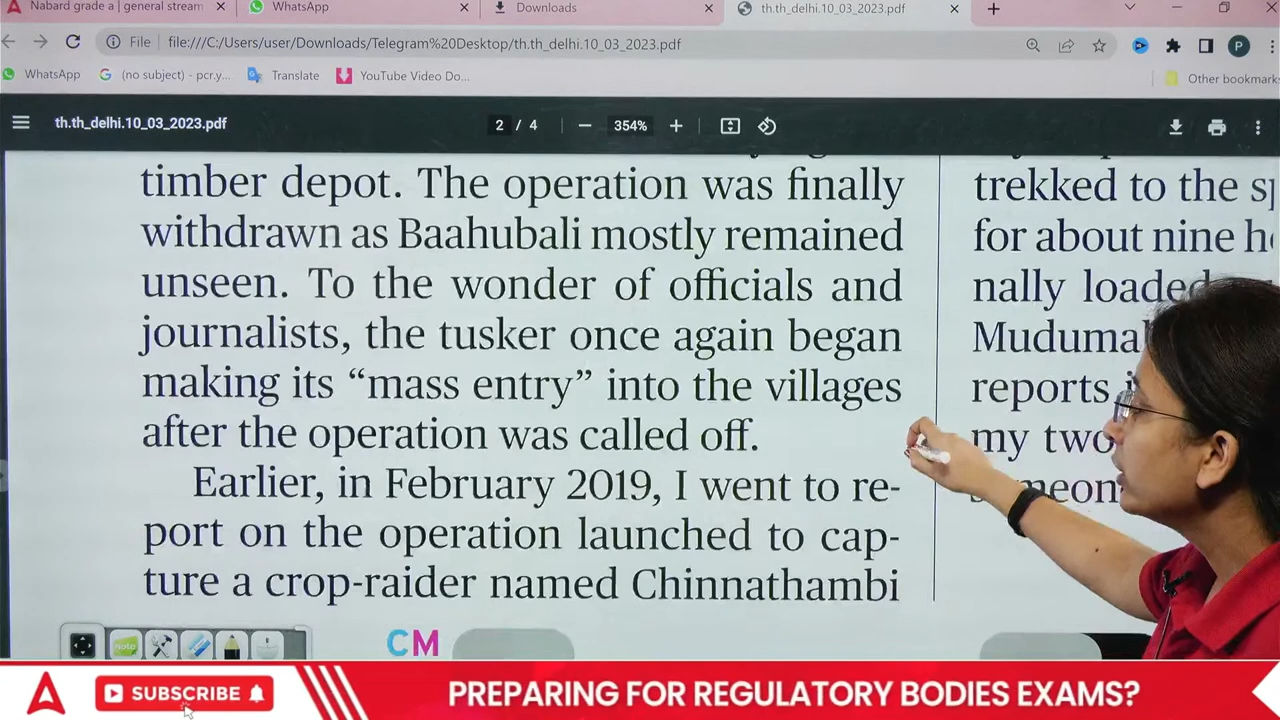 Nabard grade a | general stream
WhatsApp
Downloads
th.th_delhi.10_03_2023.pdf
File
file:///C:/Users/user/Downloads/Telegram%20Desktop/th.th_delhi.10_03_2023.pdf
P
WhatsApp
(no subject) - pcr.y...
Translate
YouTube Video Do...
Other bookmarks
th.th_delhi.10_03_2023.pdf
2 / 4
354%
timber depot. The operation was finally
withdrawn as Baahubali mostly remained
unseen. To the wonder of officials and
journalists, the tusker once again began
making its “mass entry” into the villages
after the operation was called off.
Earlier, in February 2019, I went to re-
port on the operation launched to cap-
ture a crop-raider named Chinnathambi
trekked to the
for about nine
nally loaded
reports
my two
Note
CM
SUBSCRIBE
PREPARING FOR REGULATORY BODIES EXAMS?